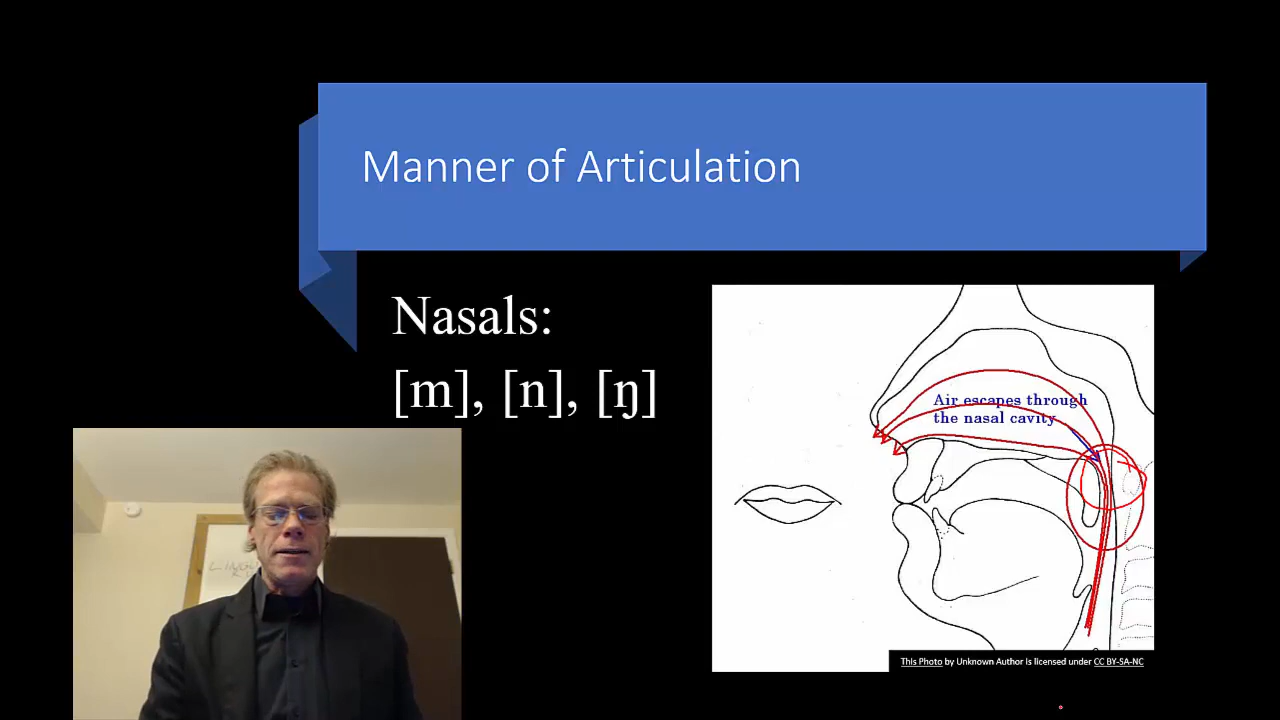 Manner of Articulation
Nasals:
[m], [n], [ŋ]
Air escapes through
the nasal cavity
This Photo by Unknown Author is licensed under CC BY-SA-NC